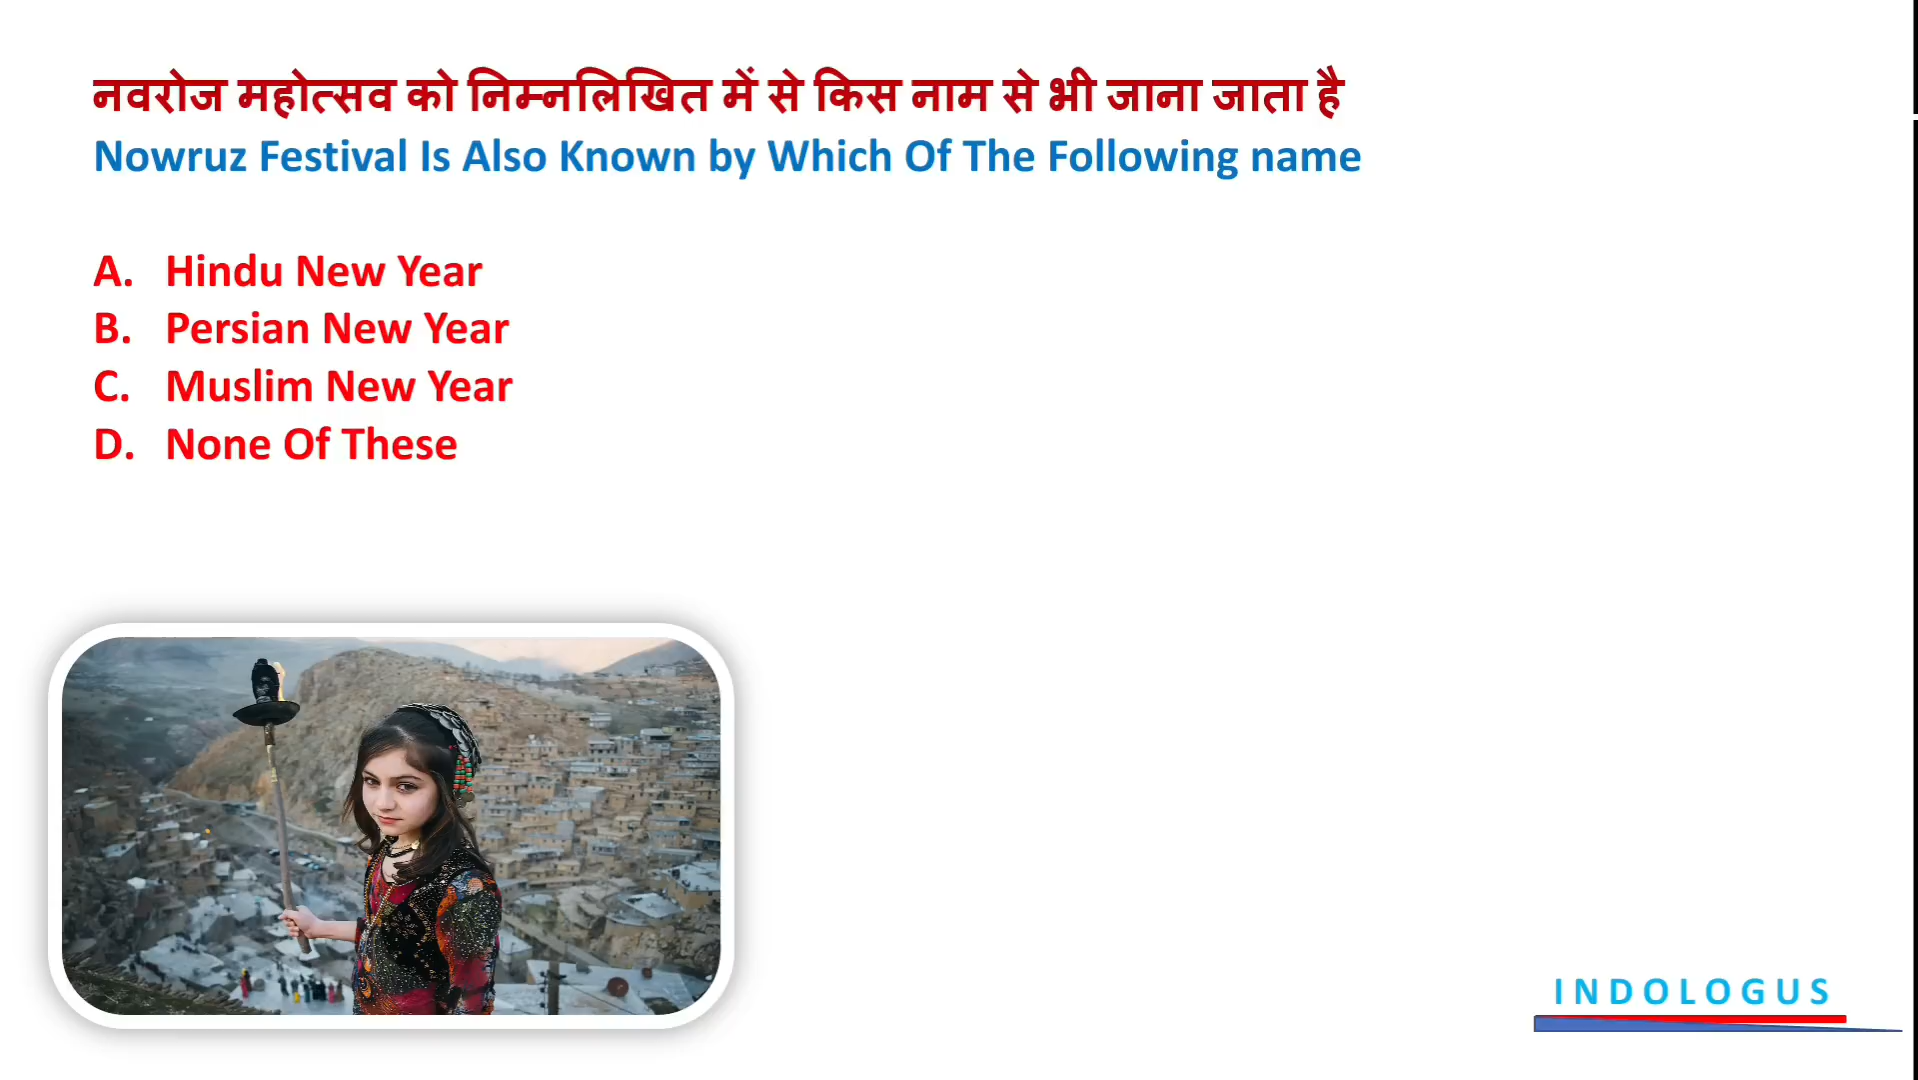 नवरोज महोत्सव को निम्नलिखित में से किस नाम से भी जाना जाता है
Nowruz Festival Is Also Known by Which Of The Following name
A. Hindu New Year
B. Persian New Year
C. Muslim New Year
D. None Of These
INDOLOGUS